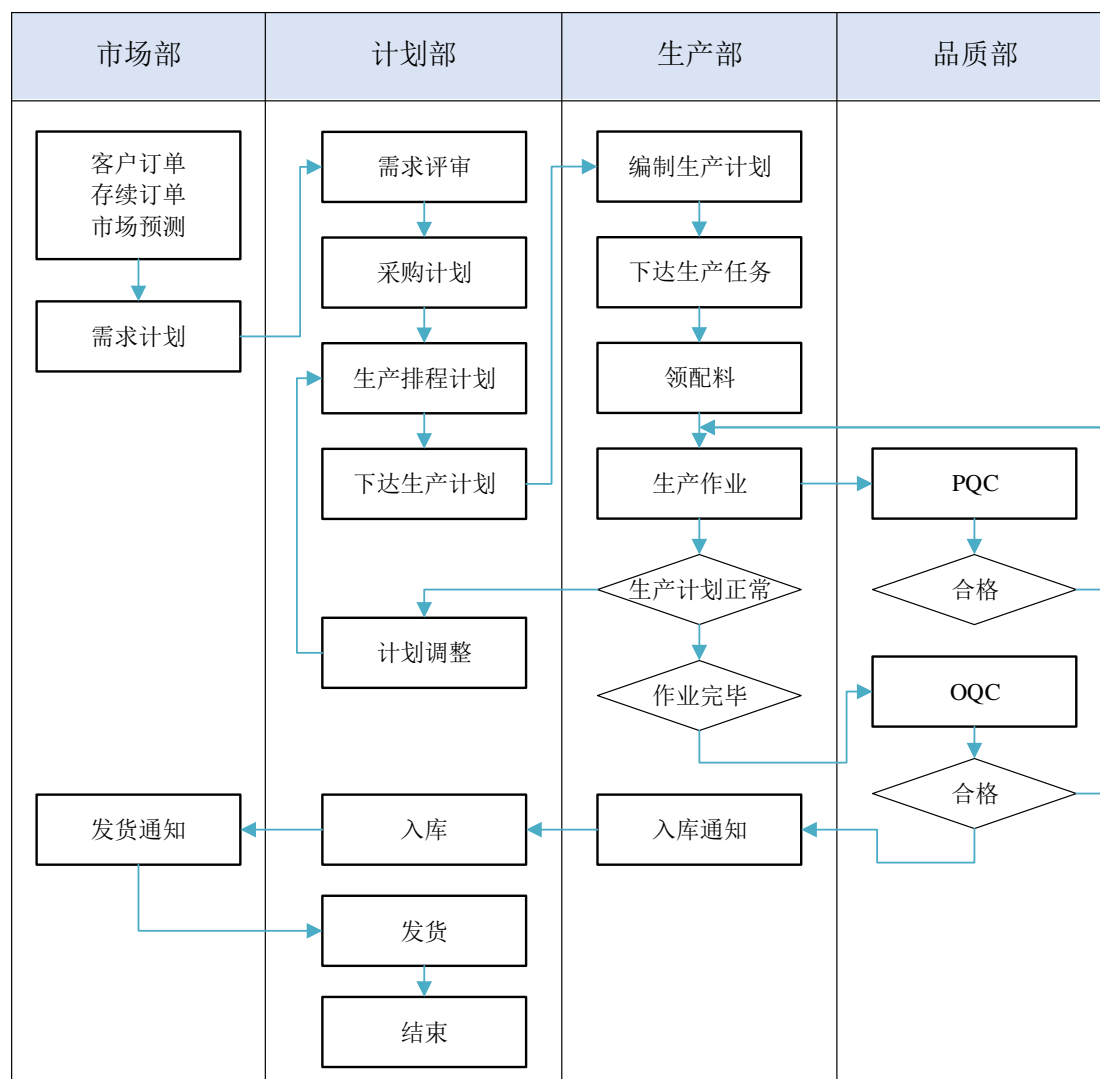 市场部
计划部
生产部
品质部
客户订单
存续订单
市场预测
需求计划
需求评审
采购计划
生产排程计划
下达生产计划
编制生产计划
下达生产任务
领配料
生产作业
PQC
生产计划正常
合格
计划调整
作业完毕
OQC
合格
发货通知
入库
入库通知
发货
结束